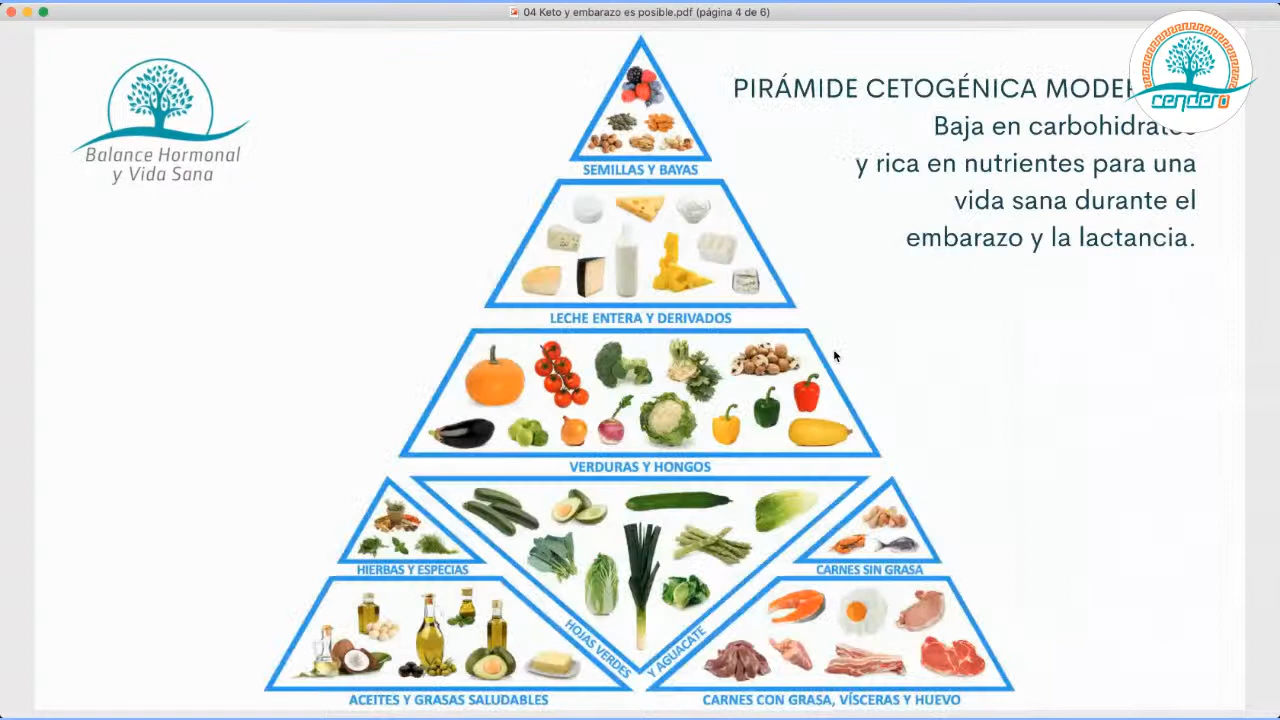 04 Keto y embarazo es posible.pdf (página 4 de 6)
Balance Hormonal
y Vida Sana
PIRÁMIDE CETOGÉNICA
cendero
Baja en carbohidratos
y rica en nutrientes para una
vida sana durante el
embarazo y la lactancia.
SEMILLAS Y BAYAS
LECHE ENTERA Y DERIVADOS
VERDURAS Y HONGOS
HIERBAS Y ESPECIAS
CARNES SIN GRASA
HOJAS VERDES
Y AGUACATE
ACEITES Y GRASAS SALUDABLES
CARNES CON GRASA, VÍSCERAS Y HUEVO